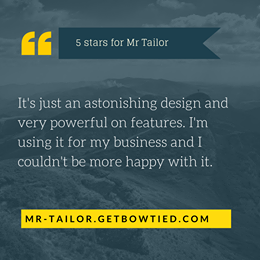 5 stars for Mr Tailor
It's just an astonishing design and
very powerful on features. I'm
using it for my business and I
couldn't be more happy with it.
MR-TAILOR.GETBOWTIED.COM